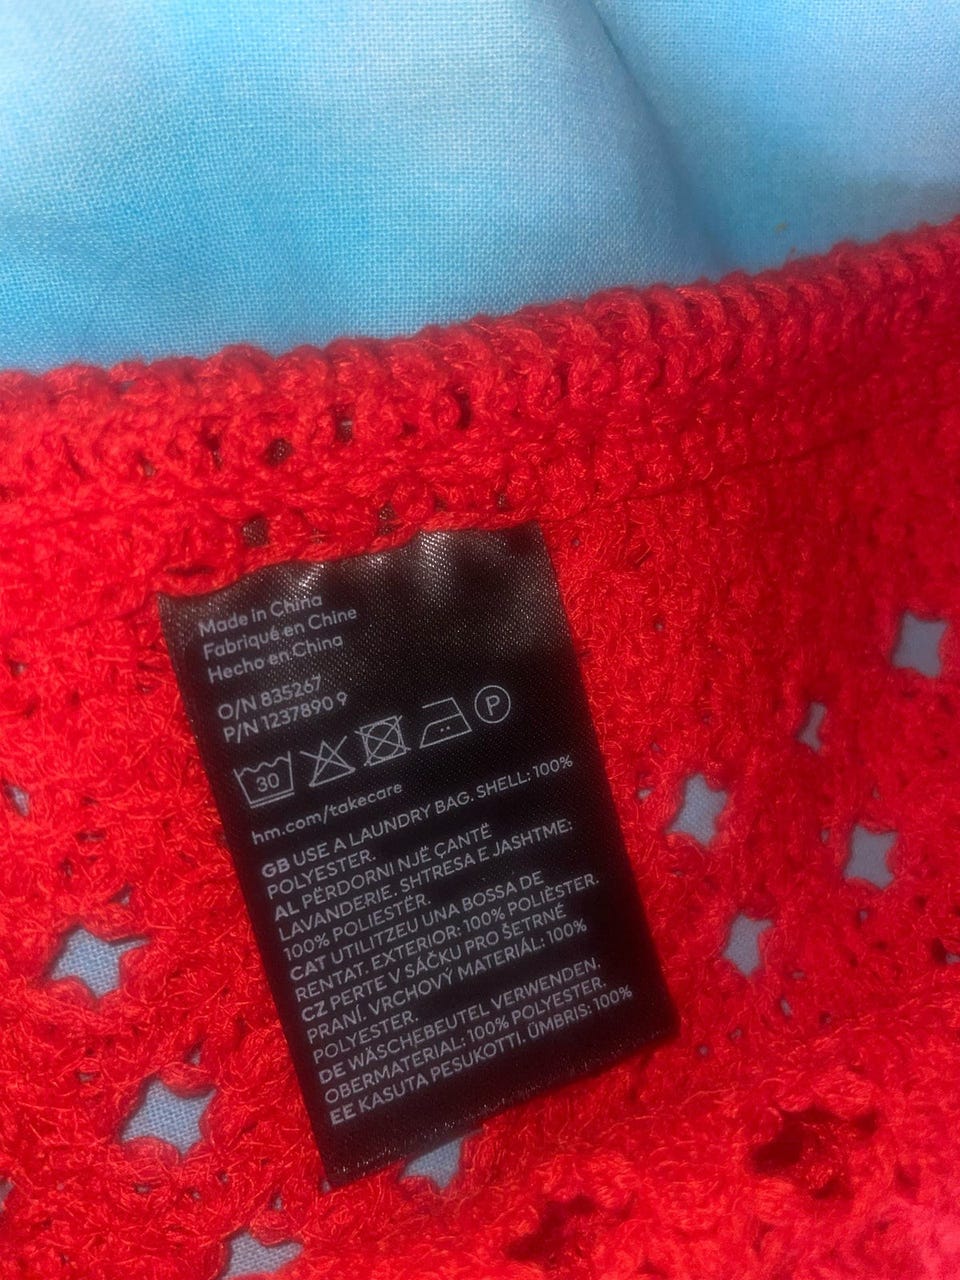 Made in China
Fabriqué en Chine
Hecho en China
O/N 835267
P/N 1237890 9
30 P
hm.com/takecare
GB USE A LAUNDRY BAG. SHELL: 100%
POLYESTER.
AL PËRDORNI NJË ÇANTË
LAVANDERIE. SHTRESA E JASHTME:
100% POLIESTËR.
CAT UTILITZEU UNA BOSSA DE
RENTAT. EXTERIOR: 100% POLIÈSTER.
CZ PERTE V SÁČKU PRO ŠETRNÉ
PRANÍ. VRCHOVÝ MATERIÁL: 100%
POLYESTER.
DE WÄSCHEBEUTEL VERWENDEN.
OBERMATERIAL: 100% POLYESTER.
EE KASUTA PESUKOTTI. ÜMBRIS: 100%